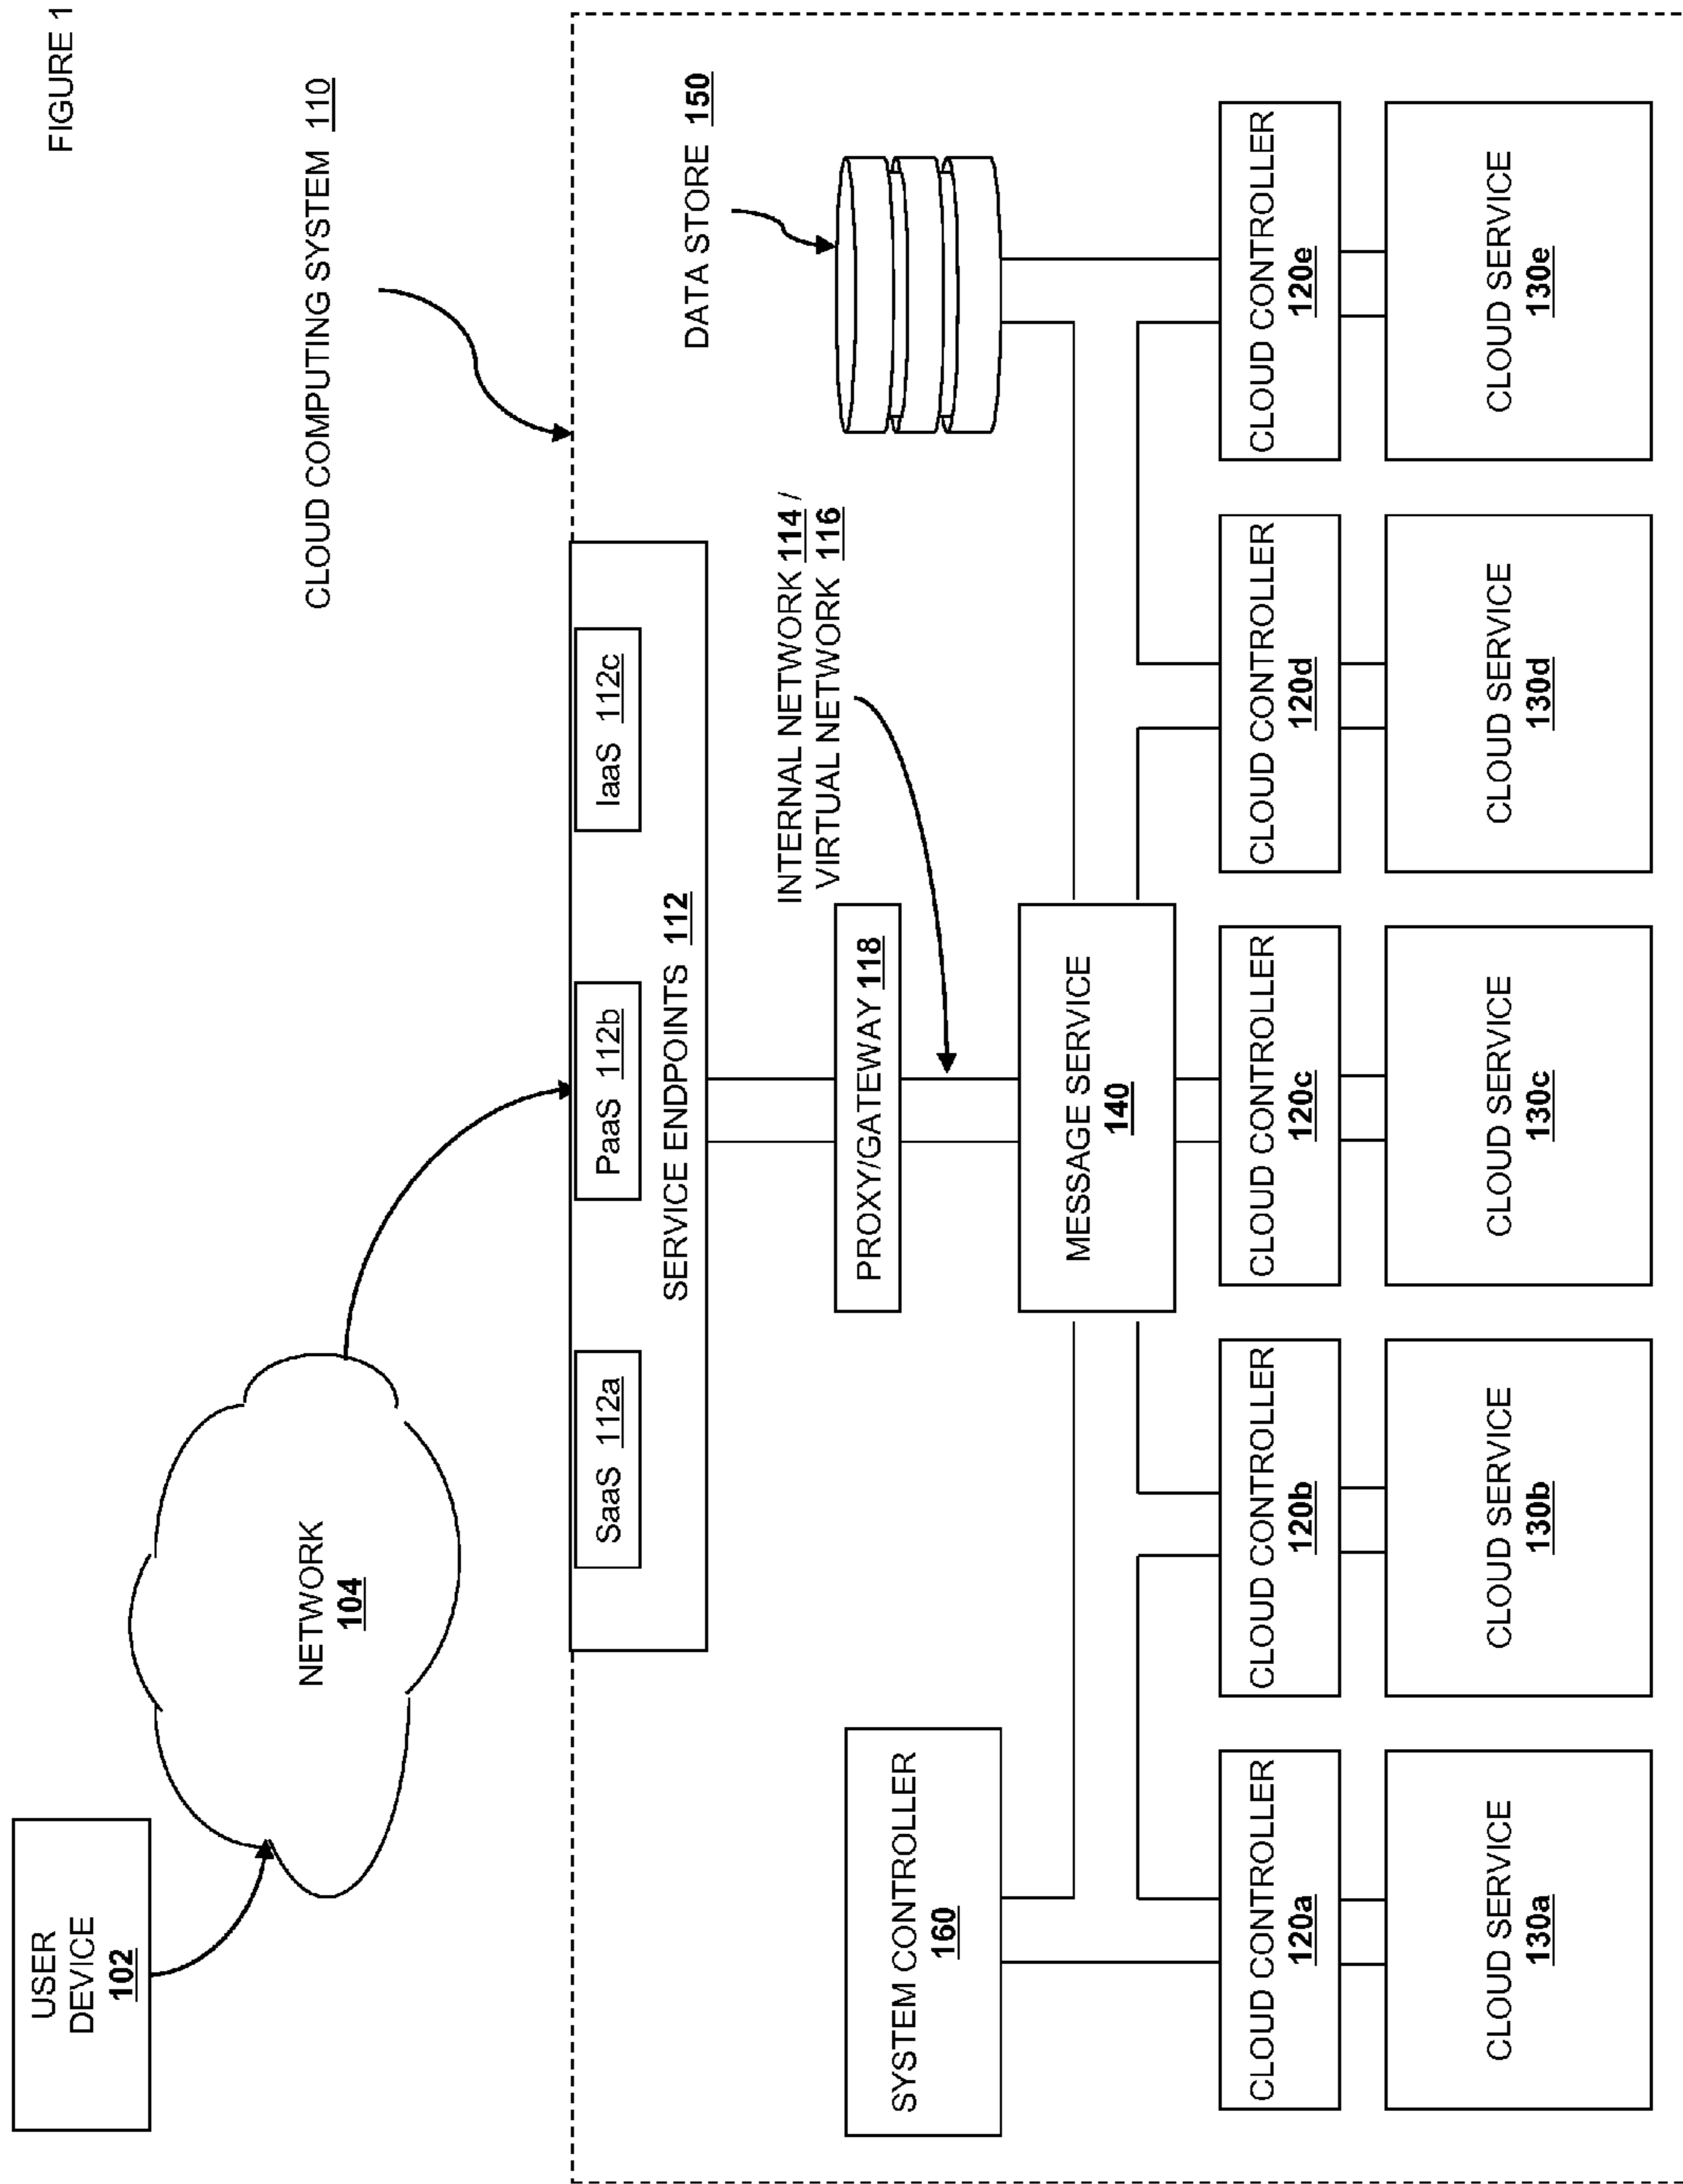 FIGURE 1
USER
DEVICE
102
NETWORK
104
CLOUD COMPUTING SYSTEM 110
SaaS 112a
PaaS 112b
IaaS 112c
SERVICE ENDPOINTS 112
DATA STORE 150
INTERNAL NETWORK 114 /
VIRTUAL NETWORK 116
PROXY/GATEWAY 118
SYSTEM CONTROLLER
160
MESSAGE SERVICE
140
CLOUD CONTROLLER
120a
CLOUD CONTROLLER
120b
CLOUD CONTROLLER
120c
CLOUD CONTROLLER
120d
CLOUD CONTROLLER
120e
CLOUD SERVICE
130a
CLOUD SERVICE
130b
CLOUD SERVICE
130c
CLOUD SERVICE
130d
CLOUD SERVICE
130e